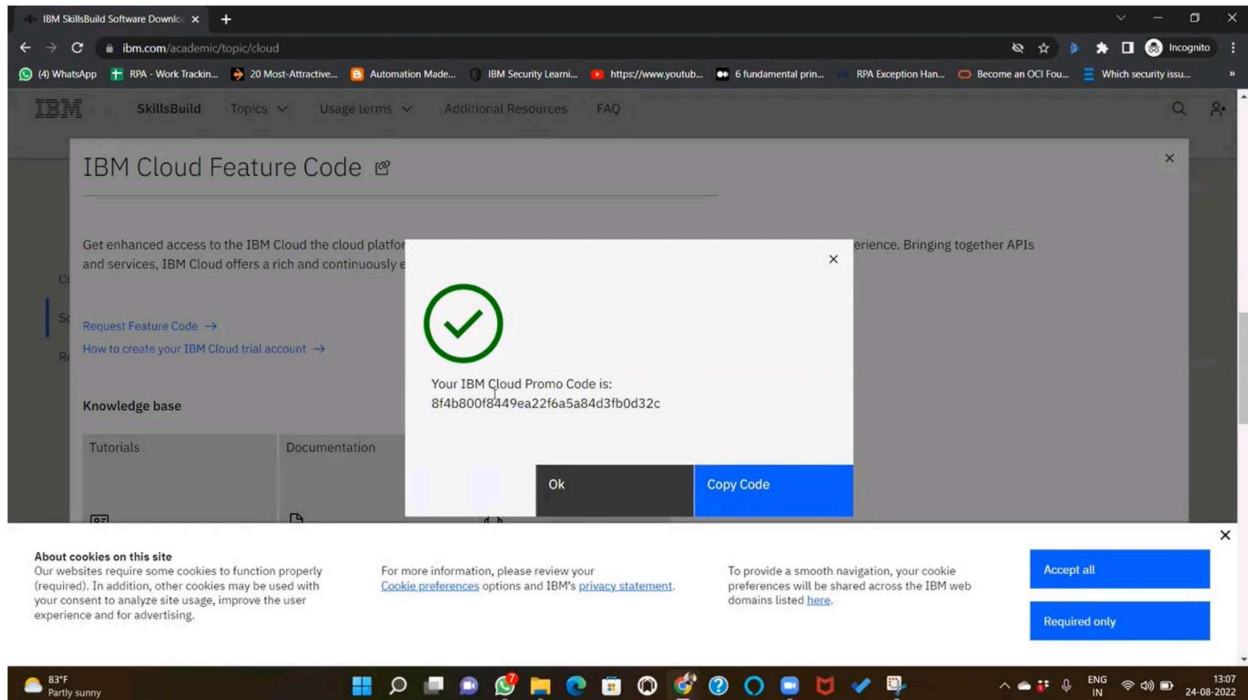 IBM SkillsBuild Software Downlo
ibm.com/academic/topic/cloud
Incognito
(4) WhatsApp
RPA - Work Trackin...
20 Most-Attractive...
Automation Made...
IBM Security Learni...
https://www.youtub...
6 fundamental prin...
RPA Exception Han...
Become an OCI Fou...
Which security issu...
IBM SkillsBuild Topics Usage terms Additional Resources FAQ
IBM Cloud Feature Code
Get enhanced access to the IBM Cloud the cloud platfor
erience. Bringing together APIs
and services, IBM Cloud offers a rich and continuously e
Request Feature Code →
How to create your IBM Cloud trial account →
Knowledge base
Tutorials
Documentation
Your IBM Cloud Promo Code is:
8f4b800f8449ea22f6a5a84d3fb0d32c
Ok
Copy Code
About cookies on this site
Our websites require some cookies to function properly
(required). In addition, other cookies may be used with
your consent to analyze site usage, improve the user
experience and for advertising.
For more information, please review your
Cookie preferences options and IBM's privacy statement.
To provide a smooth navigation, your cookie
preferences will be shared across the IBM web
domains listed here.
Accept all
Required only
83°F
Partly sunny
ENG
IN
13:07
24-08-2022